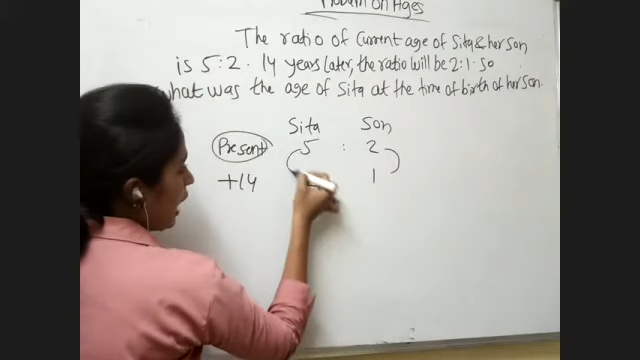 Problem on Ages
The ratio of Current age of Sita & her Son
is 5:2. 14 years later, the ratio will be 2:1. So
what was the age of Sita at the time of birth of her son.
Sita Son
Present 5 : 2
+14 1